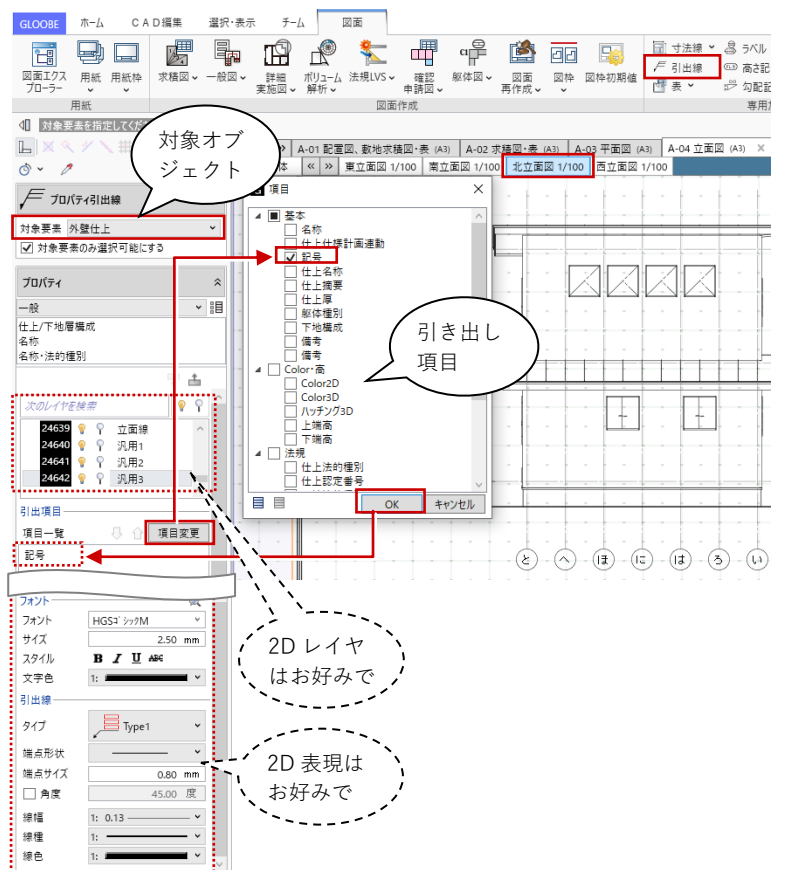 GLOOBE ホーム CAD編集 選択・表示 チーム 図面
図面エクスプローラー 用紙 用紙枠 求積図 一般図 詳細実施図 ボリューム解析 法規LVS 確認申請図 躯体図 図面再作成 図枠 図枠初期値
寸法線 ラベル
引出線 高さ記
表 勾配記
用紙 図面作成 専用
対象要素を指定してくだ
対象オブ
ジェクト
A-01 配置図、敷地求積図・表 (A3) A-02 求積図・表 (A3) A-03 平面図 (A3) A-04 立面図 (A3)
体 東立面図 1/100 南立面図 1/100 北立面図 1/100 西立面図 1/100
プロパティ引出線
対象要素 外壁仕上
対象要素のみ選択可能にする
プロパティ
一般
仕上/下地層構成
名称
名称・法的種別
次のレイヤを検索
24639 立面線
24640 汎用1
24641 汎用2
24642 汎用3
引出項目
項目一覧 項目変更
記号
項目
基本
名称
仕上仕様計画連動
記号
仕上名称
仕上摘要
仕上厚
躯体種別
下地構成
備考
備考
Color・高
Color2D
Color3D
ハッチング3D
上端高
下端高
法規
仕上法的種別
仕上認定番号
OK キャンセル
引き出し
項目
と へ ほ に は ろ い
フォント
フォント HGSゴシックM
サイズ 2.50 mm
スタイル B I U ABC
文字色 1:
引出線
タイプ Type1
端点形状
端点サイズ 0.80 mm
角度 45.00 度
線幅 1: 0.13
線種 1:
線色 1:
2D レイヤ
はお好みで
2D 表現は
お好みで